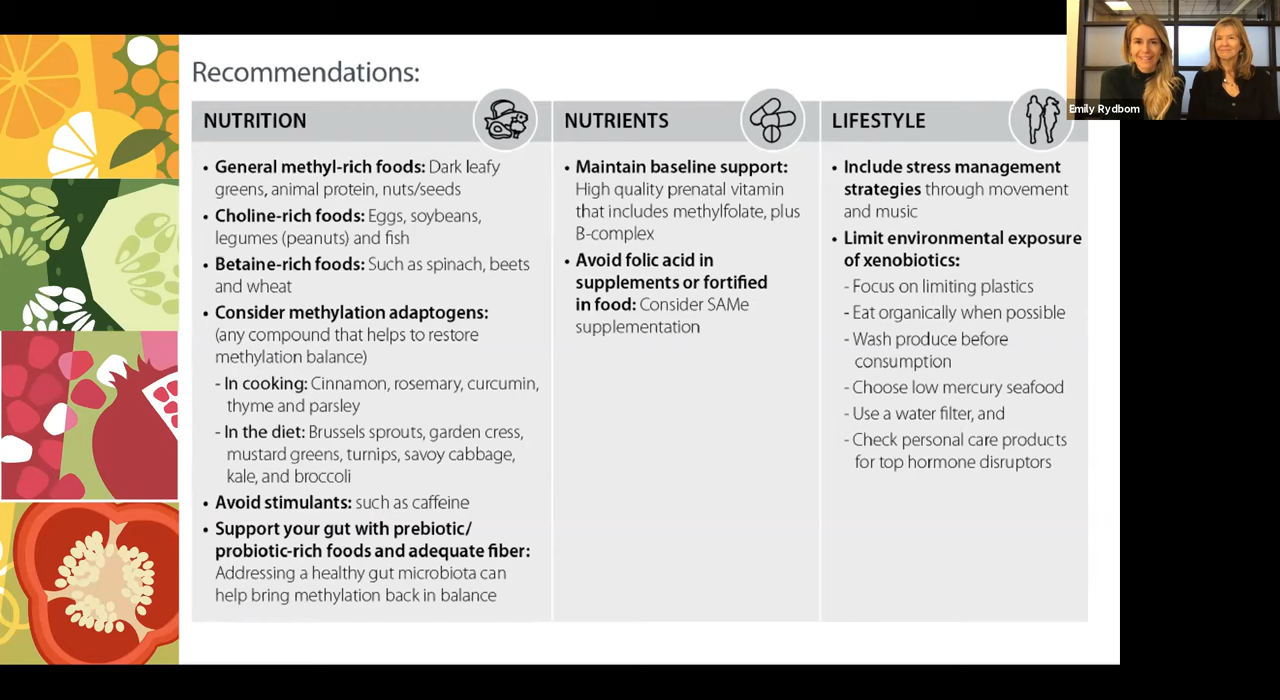 Recommendations:
NUTRITION
• General methyl-rich foods: Dark leafy
greens, animal protein, nuts/seeds
• Choline-rich foods: Eggs, soybeans,
legumes (peanuts) and fish
• Betaine-rich foods: Such as spinach, beets
and wheat
• Consider methylation adaptogens:
(any compound that helps to restore
methylation balance)
- In cooking: Cinnamon, rosemary, curcumin,
thyme and parsley
- In the diet: Brussels sprouts, garden cress,
mustard greens, turnips, savoy cabbage,
kale, and broccoli
• Avoid stimulants: such as caffeine
• Support your gut with prebiotic/
probiotic-rich foods and adequate fiber:
Addressing a healthy gut microbiota can
help bring methylation back in balance
NUTRIENTS
• Maintain baseline support:
High quality prenatal vitamin
that includes methylfolate, plus
B-complex
• Avoid folic acid in
supplements or fortified
in food: Consider SAMe
supplementation
LIFESTYLE
• Include stress management
strategies through movement
and music
• Limit environmental exposure
of xenobiotics:
- Focus on limiting plastics
- Eat organically when possible
- Wash produce before
consumption
- Choose low mercury seafood
- Use a water filter, and
- Check personal care products
for top hormone disruptors
Emily Rydbom